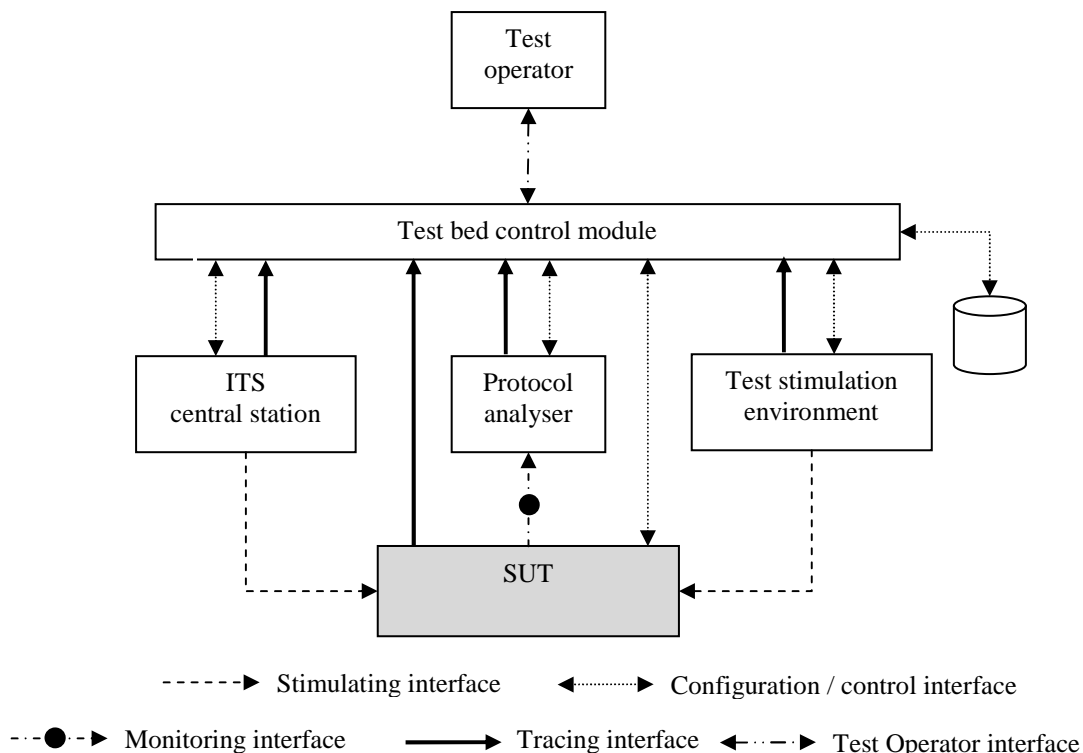 Test
operator
Test bed control module
ITS
central station
Protocol
analyser
Test stimulation
environment
SUT
Stimulating interface
Configuration / control interface
Monitoring interface
Tracing interface
Test Operator interface